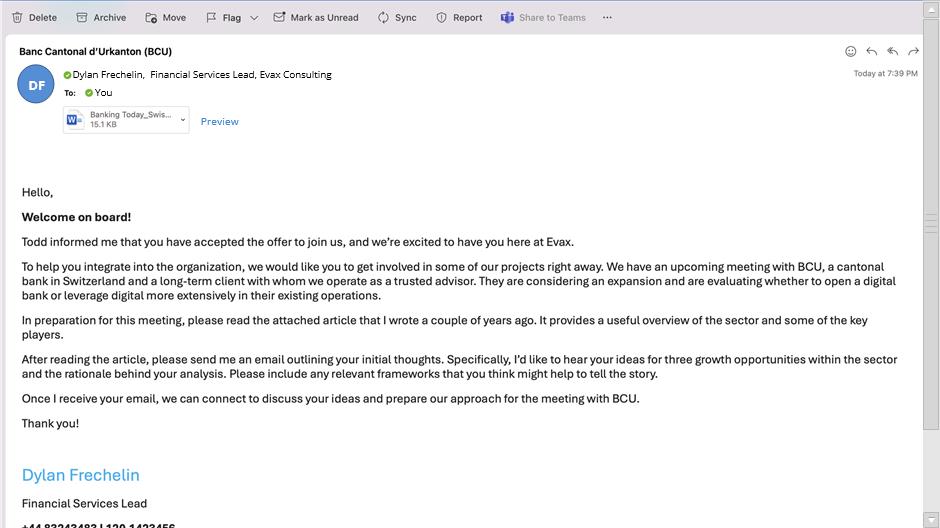 Delete Archive Move Flag Mark as Unread Sync Report Share to Teams ...
Banc Cantonal d'Urkanton (BCU)
DF
Dylan Frechelin, Financial Services Lead, Evax Consulting
Today at 7:39 PM
To: You
Banking Today_Swis...
15.1 KB
Preview
Hello,
Welcome on board!
Todd informed me that you have accepted the offer to join us, and we're excited to have you here at Evax.
To help you integrate into the organization, we would like you to get involved in some of our projects right away. We have an upcoming meeting with BCU, a cantonal
bank in Switzerland and a long-term client with whom we operate as a trusted advisor. They are considering an expansion and are evaluating whether to open a digital
bank or leverage digital more extensively in their existing operations.
In preparation for this meeting, please read the attached article that I wrote a couple of years ago. It provides a useful overview of the sector and some of the key
players.
After reading the article, please send me an email outlining your initial thoughts. Specifically, I'd like to hear your ideas for three growth opportunities within the sector
and the rationale behind your analysis. Please include any relevant frameworks that you think might help to tell the story.
Once I receive your email, we can connect to discuss your ideas and prepare our approach for the meeting with BCU.
Thank you!
Dylan Frechelin
Financial Services Lead
+44 83243483 | 120 1423456